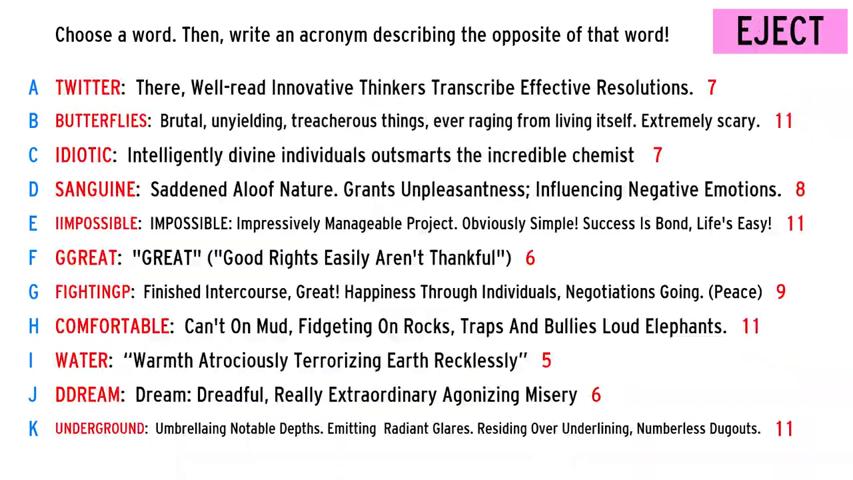 Choose a word. Then, write an acronym describing the opposite of that word!
EJECT
A TWITTER: There, Well-read Innovative Thinkers Transcribe Effective Resolutions. 7
B BUTTERFLIES: Brutal, unyielding, treacherous things, ever raging from living itself. Extremely scary. 11
C IDIOTIC: Intelligently divine individuals outsmarts the incredible chemist 7
D SANGUINE: Saddened Aloof Nature. Grants Unpleasantness; Influencing Negative Emotions. 8
E IIMPOSSIBLE: IMPOSSIBLE: Impressively Manageable Project. Obviously Simple! Success Is Bond, Life's Easy! 11
F GGREAT: "GREAT" ("Good Rights Easily Aren't Thankful") 6
G FIGHTINGP: Finished Intercourse, Great! Happiness Through Individuals, Negotiations Going. (Peace) 9
H COMFORTABLE: Can't On Mud, Fidgeting On Rocks, Traps And Bullies Loud Elephants. 11
I WATER: “Warmth Atrociously Terrorizing Earth Recklessly” 5
J DDREAM: Dream: Dreadful, Really Extraordinary Agonizing Misery 6
K UNDERGROUND: Umbrellaing Notable Depths. Emitting Radiant Glares. Residing Over Underlining, Numberless Dugouts. 11